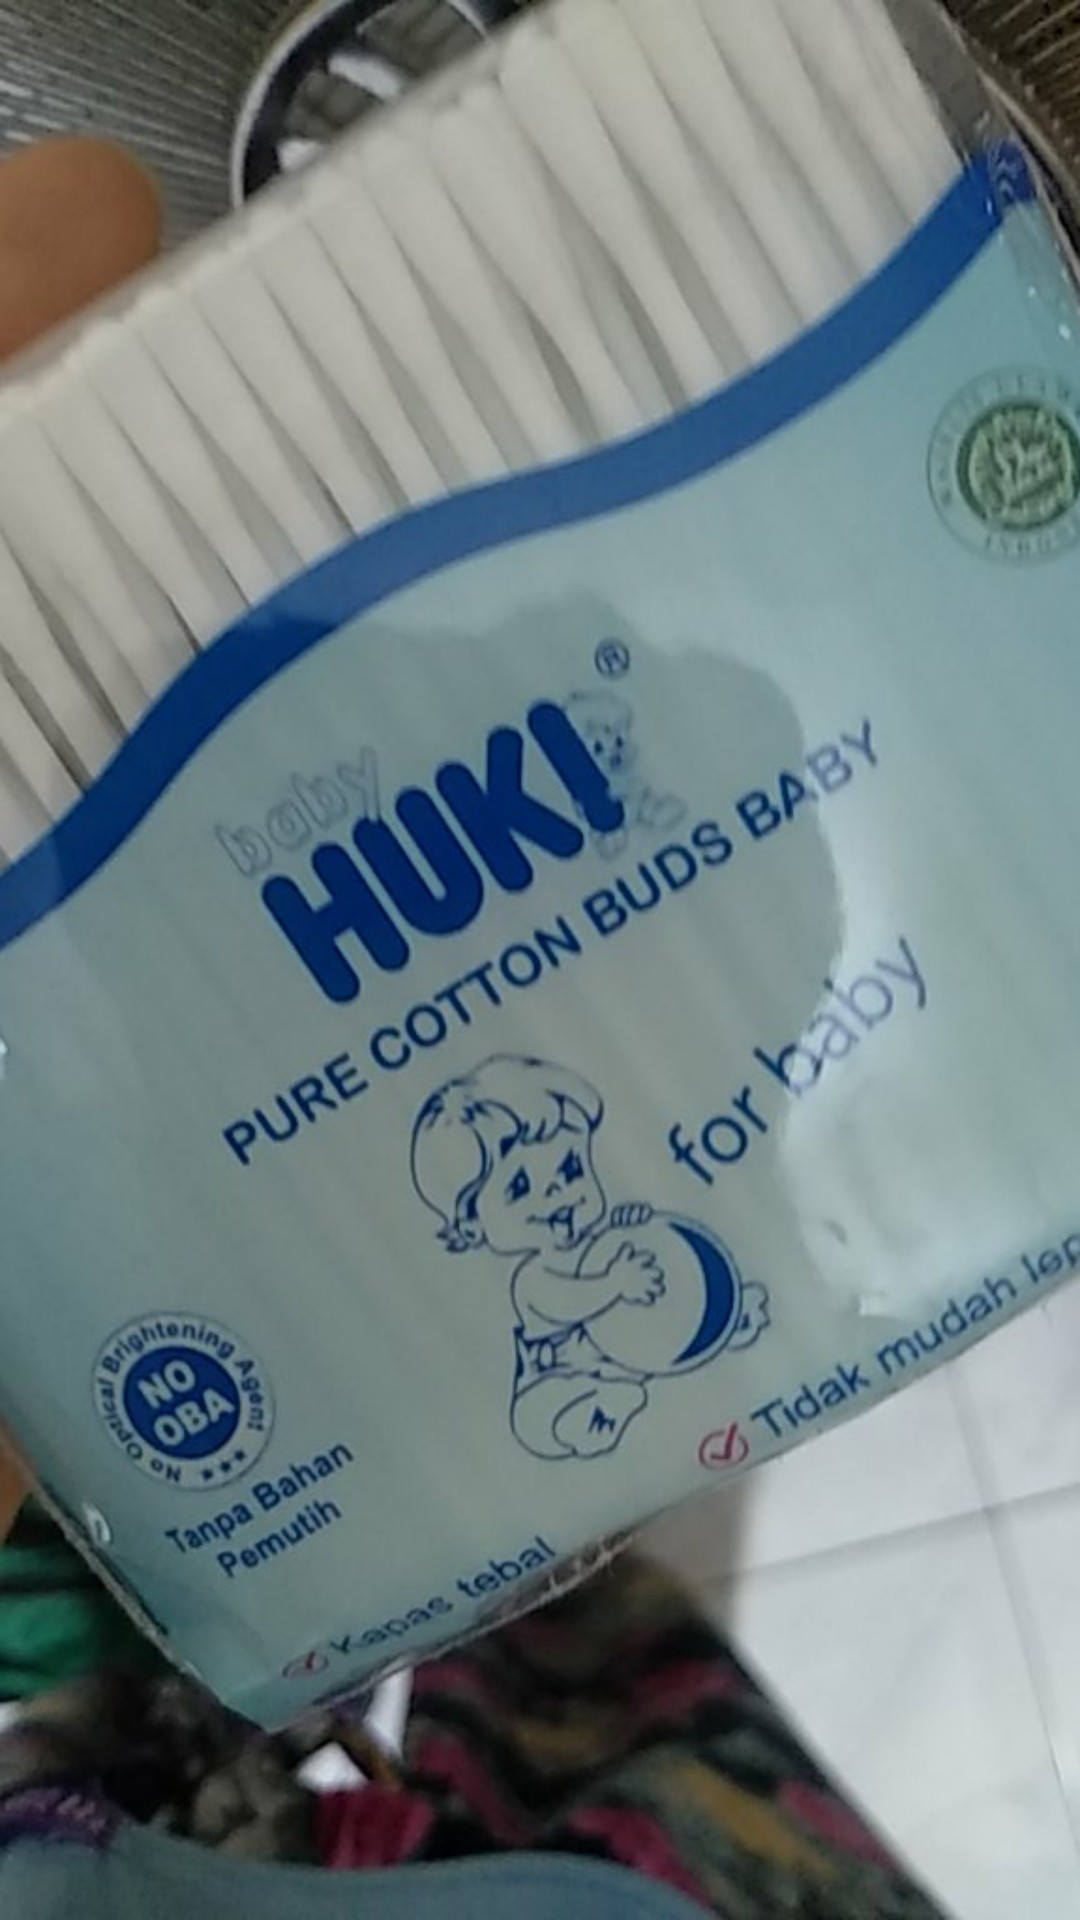 baby
HUKI®
PURE COTTON BUDS BABY
for baby
No Optical Brightening Agent
NO
OBA
Tanpa Bahan
Pemutih
Kapas tebal
Tidak mudah